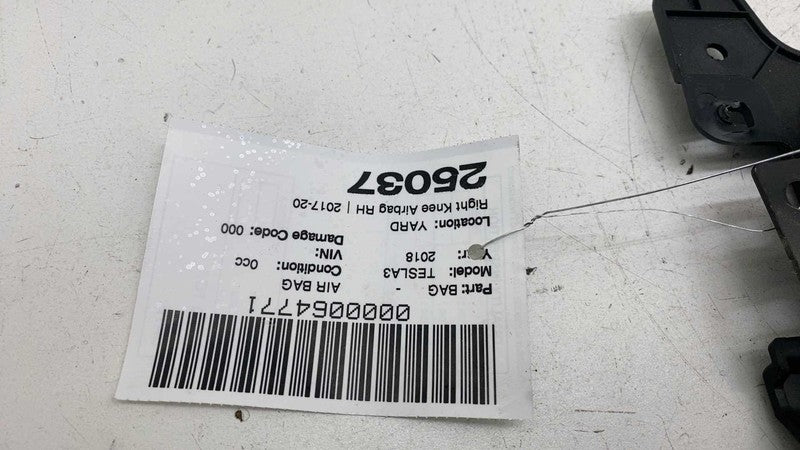 0000064771
Part: BAG - AIR BAG
Model: TESLA3 Condition: 0cc
Year: 2018 VIN:
Damage Code: 000
Location: YARD
Right Knee Airbag RH | 2017-20
25037